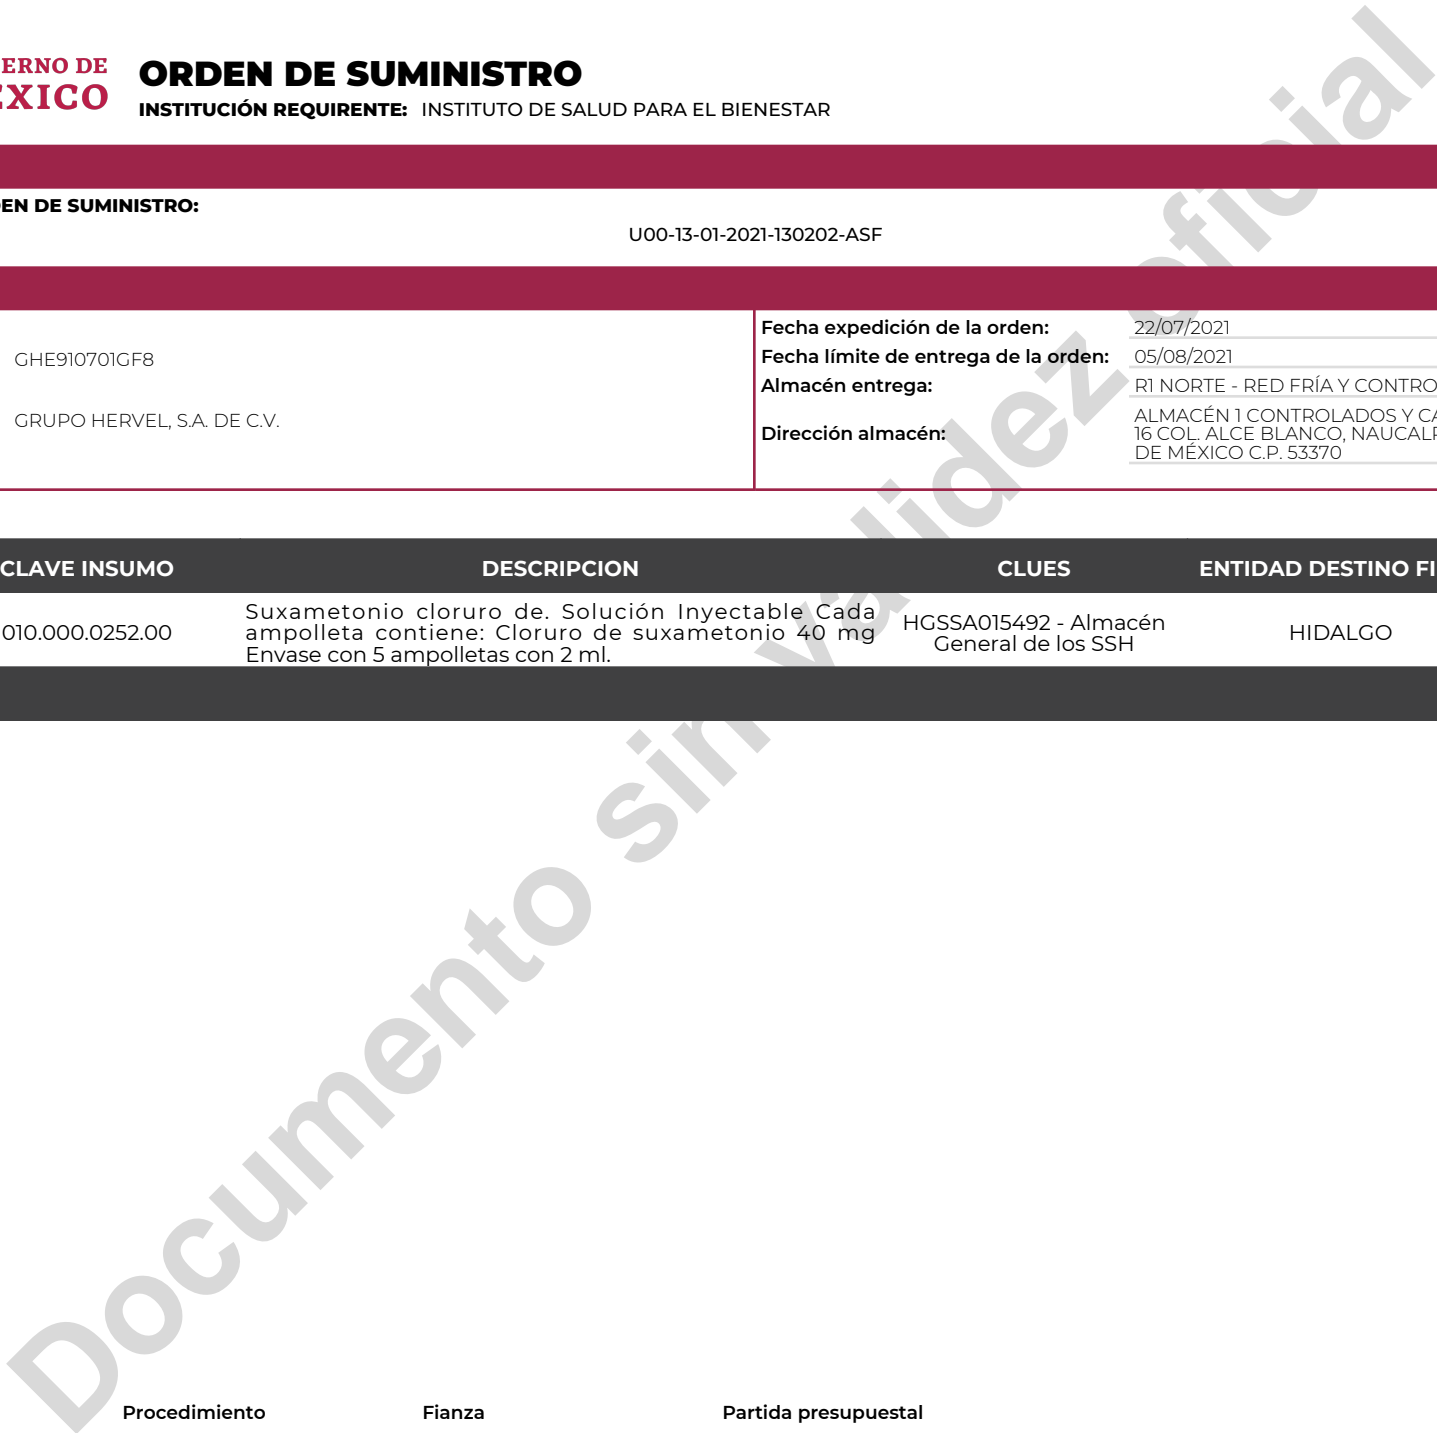 ERNO DE
ORDEN DE SUMINISTRO
XICO
INSTITUCIÓN REQUIRENTE: INSTITUTO DE SALUD PARA EL BIENESTAR
EN DE SUMINISTRO:
U00-13-01-2021-130202-ASF
Fecha expedición de la orden: 22/07/2021
GHE910701GF8
Fecha límite de entrega de la orden: 05/08/2021
Almacén entrega: R1 NORTE - RED FRÍA Y CONTRO
GRUPO HERVEL, S.A. DE C.V.
Dirección almacén:
ALMACÉN 1 CONTROLADOS Y CA
16 COL. ALCE BLANCO, NAUCALP
DE MÉXICO C.P. 53370
CLAVE INSUMO DESCRIPCION CLUES ENTIDAD DESTINO FI
010.000.0252.00
Suxametonio cloruro de. Solución Inyectable Cada
ampolleta contiene: Cloruro de suxametonio 40 mg
Envase con 5 ampolletas con 2 ml.
HGSSA015492 - Almacén
General de los SSH
HIDALGO
Documento sin validez oficial
Procedimiento Fianza Partida presupuestal